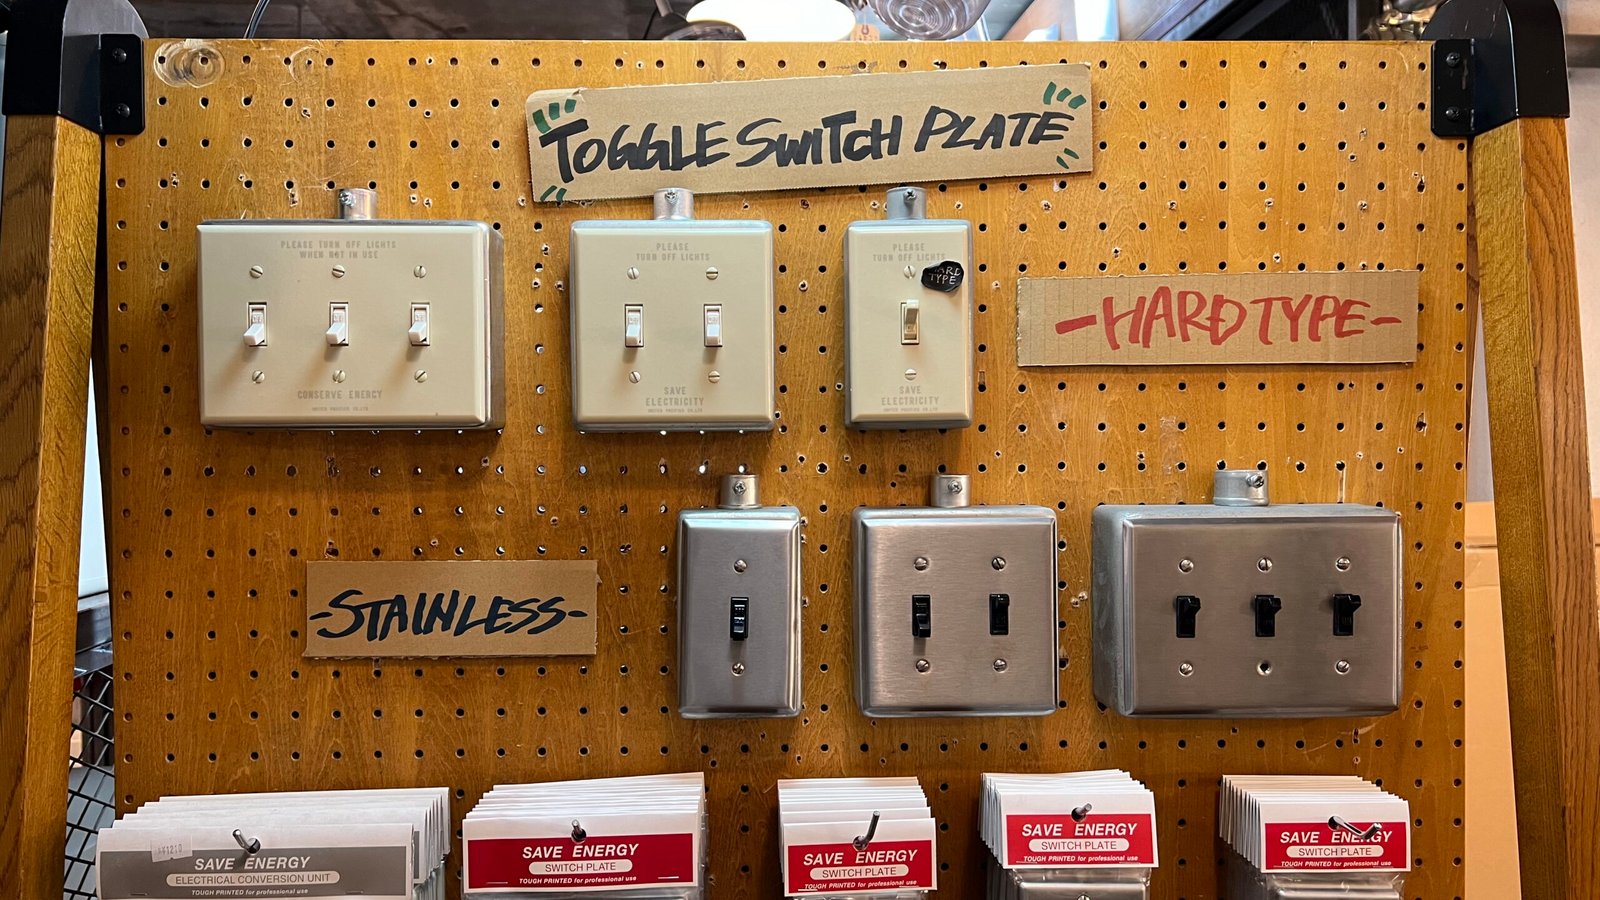 TOGGLE SWITCH PLATE
PLEASE TURN OFF LIGHTS
WHEN NOT IN USE
CONSERVE ENERGY
PLEASE
TURN OFF LIGHTS
SAVE
ELECTRICITY
PLEASE
TURN OFF LIGHTS
HARD
TYPE
SAVE
ELECTRICITY
-HARD TYPE-
-STAINLESS-
SAVE ENERGY
ELECTRICAL CONVERSION UNIT
TOUGH PRINTED for professional use
SAVE ENERGY
SWITCH PLATE
TOUGH PRINTED for professional use
SAVE ENERGY
SWITCH PLATE
TOUGH PRINTED for professional use
SAVE ENERGY
SWITCH PLATE
TOUGH PRINTED for professional use
SAVE ENERGY
SWITCH PLATE
TOUGH PRINTED for professional use